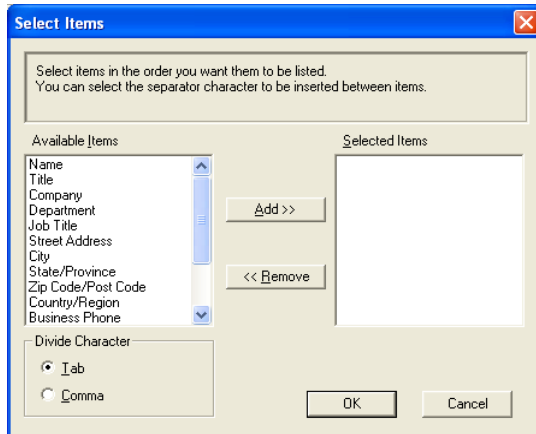 Select Items
Select items in the order you want them to be listed.
You can select the separator character to be inserted between items.
Available Items
Selected Items
Name
Title
Company
Department
Job Title
Street Address
City
State/Province
Zip Code/Post Code
Country/Region
Business Phone
Add >>
<< Remove
Divide Character
Tab
Comma
OK
Cancel